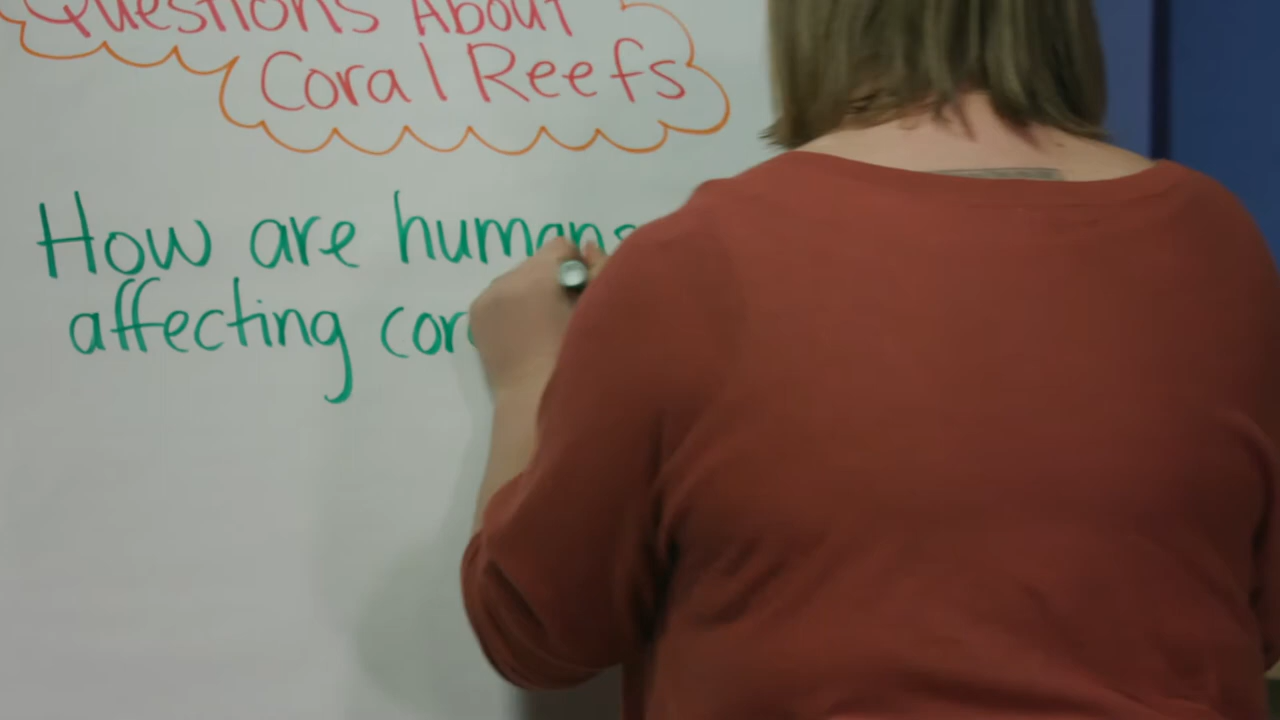 Questions About
Coral Reefs
How are humans
affecting cor